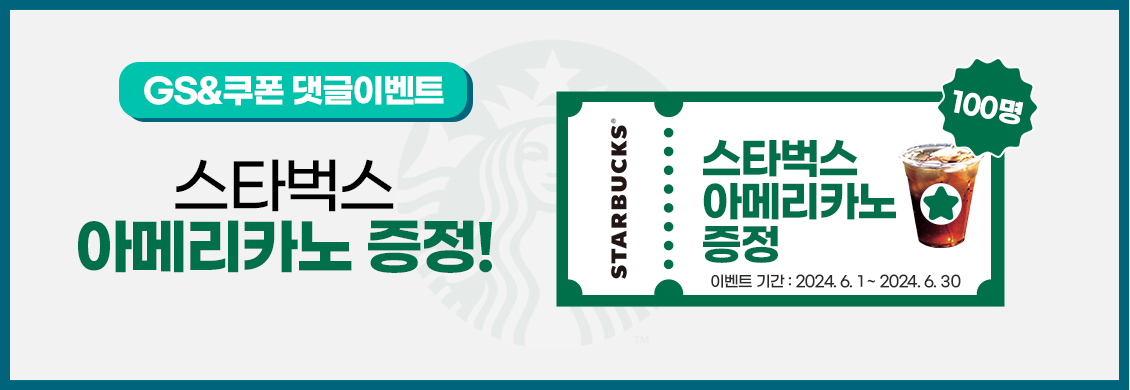 GS&쿠폰 댓글이벤트
스타벅스
아메리카노 증정!
STARBUCKS®
스타벅스
아메리카노
증정
100명
이벤트 기간 : 2024. 6. 1 ~ 2024. 6. 30
TM